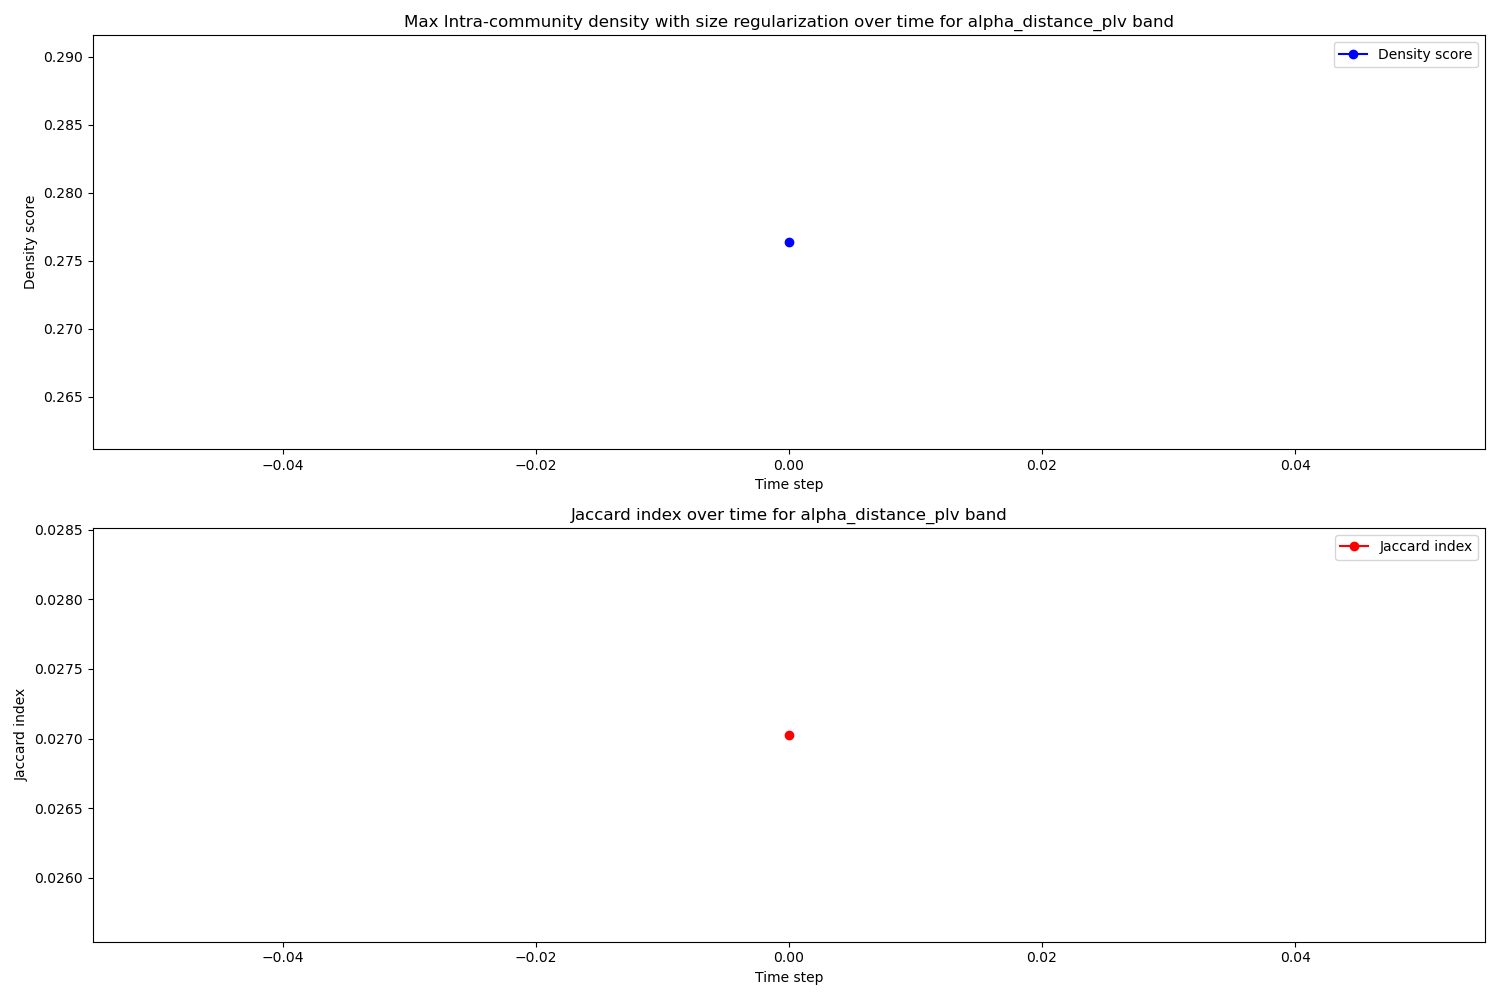 Max Intra-community density with size regularization over time for alpha_distance_plv band
Density score
0.290
0.285
0.280
0.275
0.270
0.265
Density score
−0.04
−0.02
0.00
0.02
0.04
Time step
Jaccard index over time for alpha_distance_plv band
Jaccard index
0.0285
0.0280
0.0275
0.0270
0.0265
0.0260
Jaccard index
−0.04
−0.02
0.00
0.02
0.04
Time step